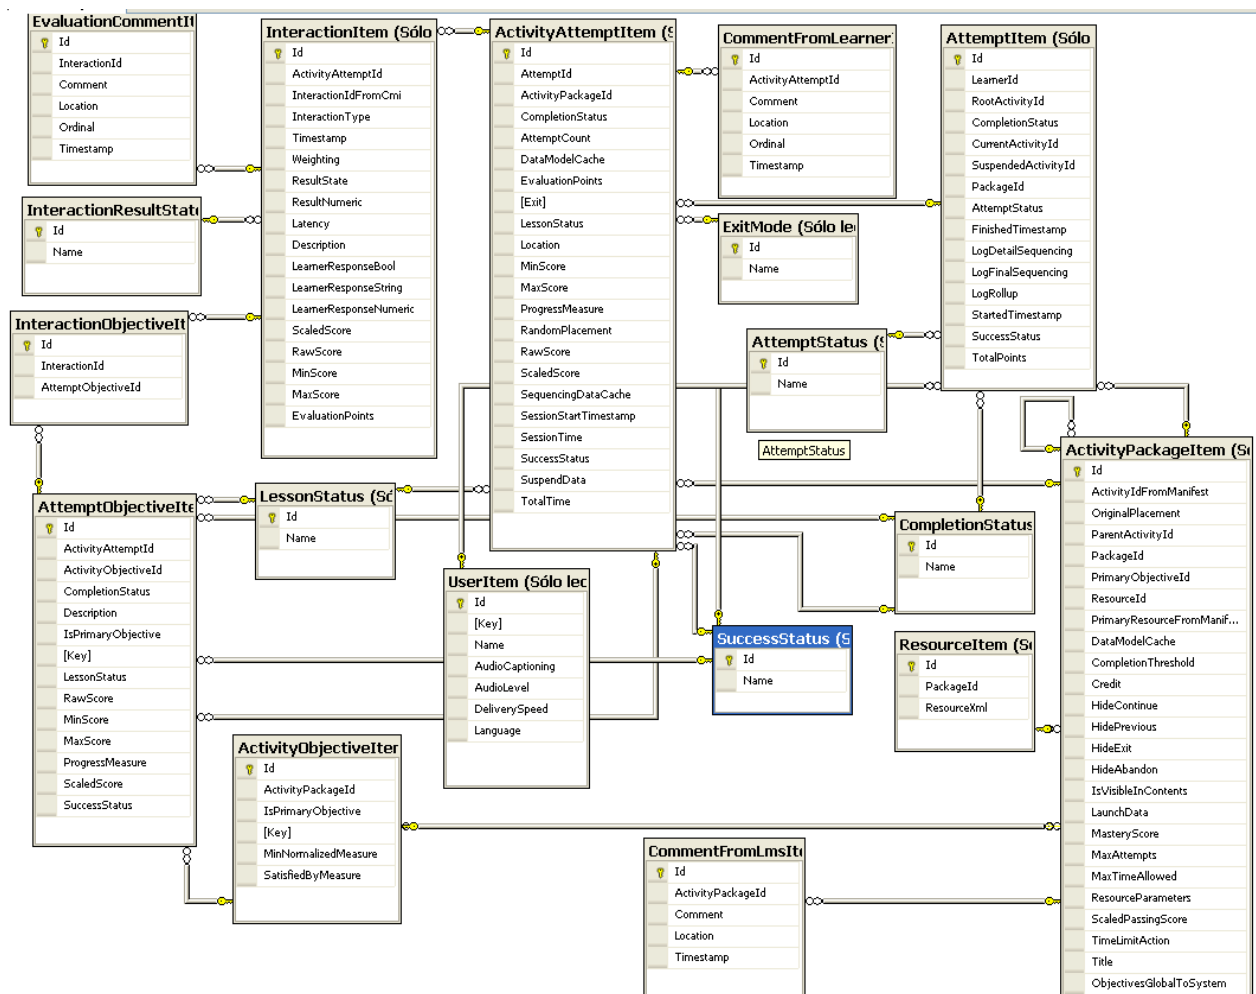 EvaluationCommentIt
Id
InteractionId
Comment
Location
Ordinal
Timestamp
InteractionItem (Sólo
Id
ActivityAttemptId
InteractionIdFromCmi
InteractionType
Timestamp
Weighting
ResultState
ResultNumeric
Latency
Description
LearnerResponseBool
LearnerResponseString
LearnerResponseNumeric
ScaledScore
RawScore
MinScore
MaxScore
EvaluationPoints
ActivityAttemptItem (S
Id
AttemptId
ActivityPackageId
CompletionStatus
AttemptCount
DataModelCache
EvaluationPoints
[Exit]
LessonStatus
Location
MinScore
MaxScore
ProgressMeasure
RandomPlacement
RawScore
ScaledScore
SequencingDataCache
SessionStartTimestamp
SessionTime
SuccessStatus
SuspendData
TotalTime
CommentFromLearnerI
Id
ActivityAttemptId
Comment
Location
Ordinal
Timestamp
AttemptItem (Sólo
Id
LearnerId
RootActivityId
CompletionStatus
CurrentActivityId
SuspendedActivityId
PackageId
AttemptStatus
FinishedTimestamp
LogDetailSequencing
LogFinalSequencing
LogRollup
StartedTimestamp
SuccessStatus
TotalPoints
InteractionResultState
Id
Name
ExitMode (Sólo le
Id
Name
InteractionObjectiveIt
Id
InteractionId
AttemptObjectiveId
AttemptStatus (S
Id
Name
AttemptStatus
ActivityPackageItem (Só
Id
ActivityIdFromManifest
OriginalPlacement
ParentActivityId
PackageId
PrimaryObjectiveId
ResourceId
PrimaryResourceFromManif...
DataModelCache
CompletionThreshold
Credit
HideContinue
HidePrevious
HideExit
HideAbandon
IsVisibleInContents
LaunchData
MasteryScore
MaxAttempts
MaxTimeAllowed
ResourceParameters
ScaledPassingScore
TimeLimitAction
Title
ObjectivesGlobalToSystem
AttemptObjectiveIte
Id
ActivityAttemptId
ActivityObjectiveId
CompletionStatus
Description
IsPrimaryObjective
[Key]
LessonStatus
RawScore
MinScore
MaxScore
ProgressMeasure
ScaledScore
SuccessStatus
LessonStatus (Só
Id
Name
CompletionStatus
Id
Name
UserItem (Sólo lec
Id
[Key]
Name
AudioCaptioning
AudioLevel
DeliverySpeed
Language
SuccessStatus (S
Id
Name
ResourceItem (Só
Id
PackageId
ResourceXml
ActivityObjectiveIter
Id
ActivityPackageId
IsPrimaryObjective
[Key]
MinNormalizedMeasure
SatisfiedByMeasure
CommentFromLmsIte
Id
ActivityPackageId
Comment
Location
Timestamp